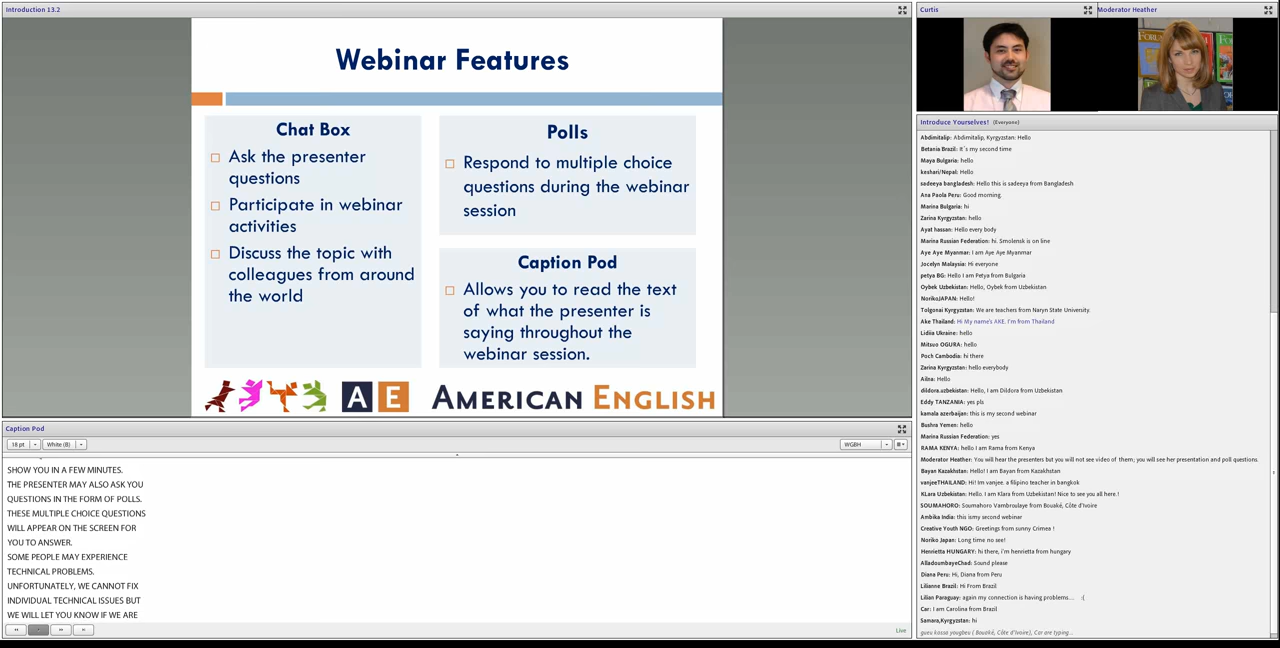 Introduction 13.2
Webinar Features
Chat Box
Ask the presenter
questions
Participate in webinar
activities
Discuss the topic with
colleagues from around
the world
Polls
Respond to multiple choice
questions during the webinar
session
Caption Pod
Allows you to read the text
of what the presenter is
saying throughout the
webinar session.
AE AMERICAN ENGLISH
Caption Pod
18 pt White (B) WGBH
SHOW YOU IN A FEW MINUTES.
THE PRESENTER MAY ALSO ASK YOU
QUESTIONS IN THE FORM OF POLLS.
THESE MULTIPLE CHOICE QUESTIONS
WILL APPEAR ON THE SCREEN FOR
YOU TO ANSWER.
SOME PEOPLE MAY EXPERIENCE
TECHNICAL PROBLEMS.
UNFORTUNATELY, WE CANNOT FIX
INDIVIDUAL TECHNICAL ISSUES BUT
WE WILL LET YOU KNOW IF WE ARE
Live
Curtis
Moderator Heather
FORUM
Introduce Yourselves! (Everyone)
Abdimitalip: Abdimitalip, Kyrgyzstan: Hello
Betania Brazil: it´s my second time
Maya Bulgaria: hello
keshari/Nepal: Hello
sadeeya bangladesh: Hello this is sadeeya from Bangladesh
Ana Paola Peru: Good morning
Marina Bulgaria: hi
Zarina Kyrgyzstan: hello
Ayat hassan: Hello every body
Marina Russian Federation: hi. Smolensk is on line
Aye Aye Myanmar: I am Aye Aye Myanmar
Jocelyn Malaysia: Hi everyone
petya BG: Hello I am Petya from Bulgaria
Oybek Uzbekistan: Hello, Oybek from Uzbekistan
NorikoJAPAN: Hello!
Tolgonai Kyrgyzstan: We are teachers from Naryn State University.
Ake Thailand: Hi My name's AKE. I'm from Thailand
Lidiia Ukraine: hello
Mitsuo OGURA: hello
Poch Cambodia: hi there
Zarina Kyrgyzstan: hello everybody
Ailna: Hello
dildora.uzbekistan: Hello, I am Dildora from Uzbekistan
Eddy TANZANIA: yes pls
kamala azerbaijan: this is my second webinar
Bushra Yemen: hello
Marina Russian Federation: yes
RAMA KENYA: hello I am Rama from Kenya
Moderator Heather: You will hear the presenters but you will not see video of them; you will see her presentation and poll questions.
Bayan Kazakhstan: Hello! I am Bayan from Kazakhstan
vanjeeTHAILAND: Hi! Im vanjee. a filipino teacher in bangkok
KLara Uzbekistan: Hello. I am Klara from Uzbekistan! Nice to see you all here.!
SOUMAHORO: Soumahoro Vambroulaye from Bouaké, Côte d'Ivoire
Ambika India: this ismy second webinar
Creative Youth NGO: Greetings from sunny Crimea !
Noriko Japan: Long time no see!
Henrietta HUNGARY: hi there, i'm henrietta from hungary
AlladoumbayeChad: Sound please
Diana Peru: Hi, Diana from Peru
Lilianne Brazil: Hi From Brazil
Lilian Paraguay: again my connection is having problems.... :(
Car: I am Carolina from Brazil
Samara,Kyrgyzstan: hi
gueu kossa yougbeu ( Bouaké, Côte d'Ivoire), Car are typing...